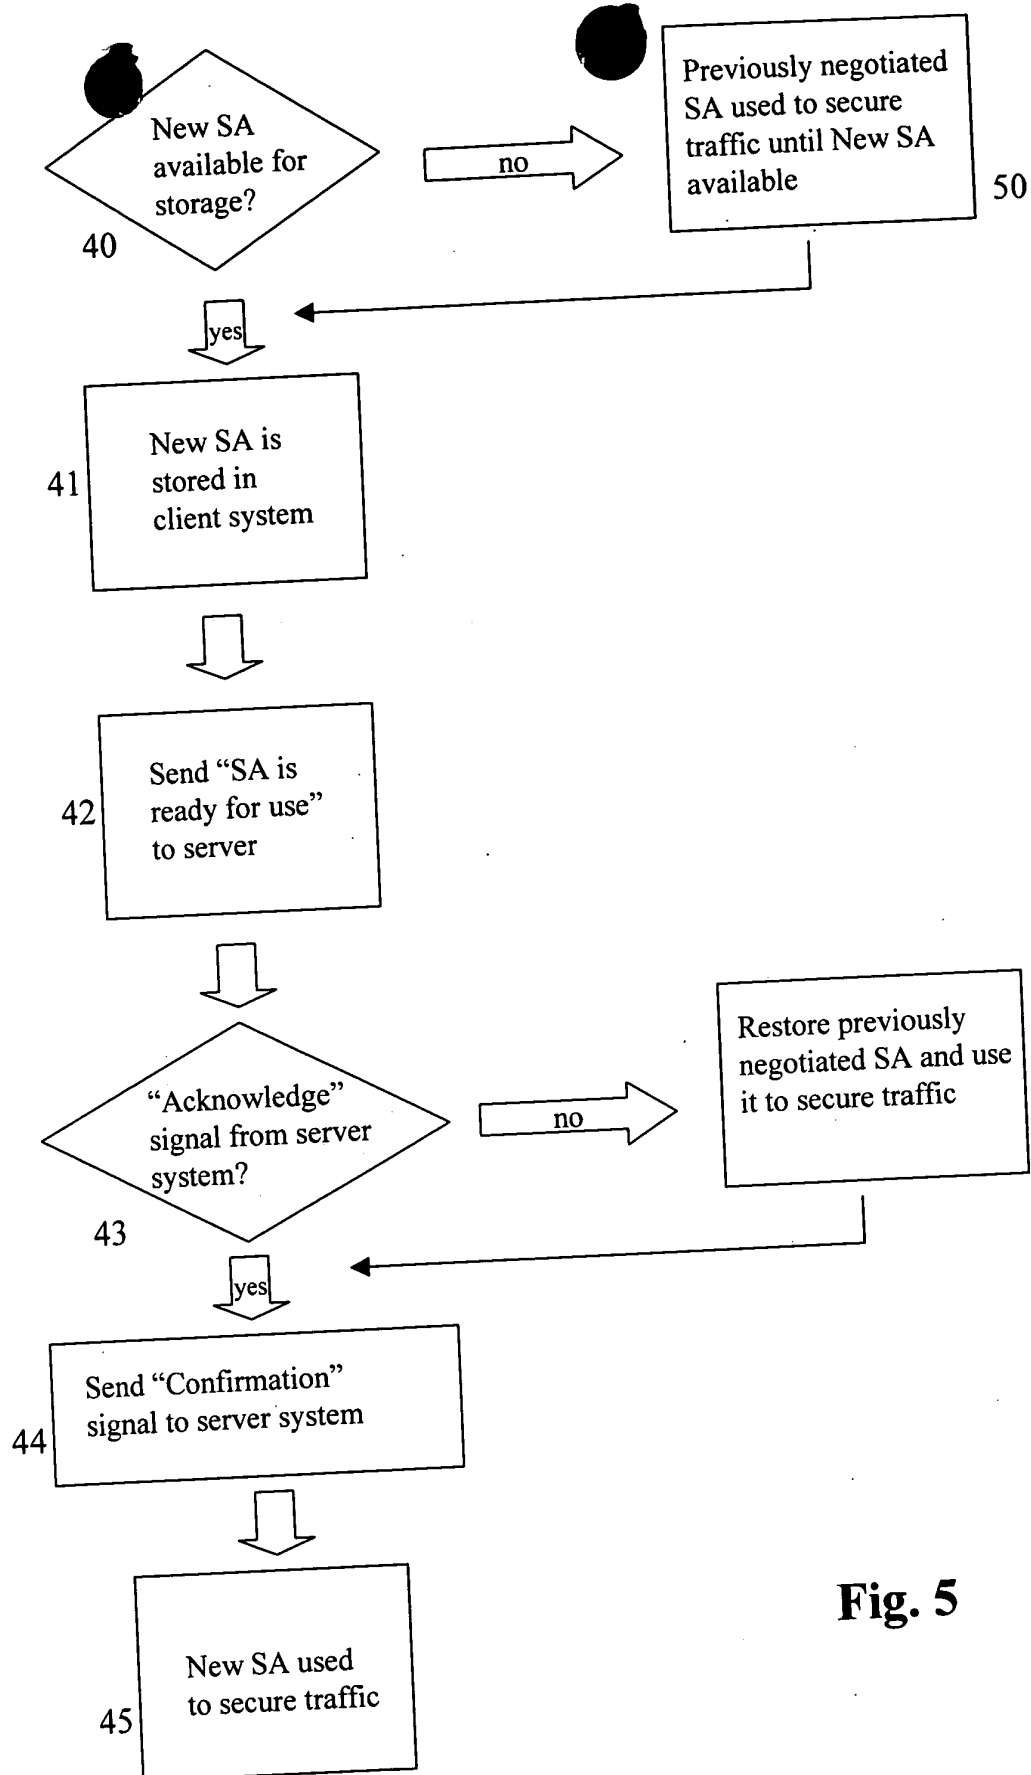 New SA
available for
storage?
40
no
Previously negotiated
SA used to secure
traffic until New SA
available
50
yes
New SA is
stored in
client system
41
Send “SA is
ready for use”
to server
42
“Acknowledge”
signal from server
system?
43
no
Restore previously
negotiated SA and use
it to secure traffic
yes
Send “Confirmation”
signal to server system
44
New SA used
to secure traffic
45
Fig. 5